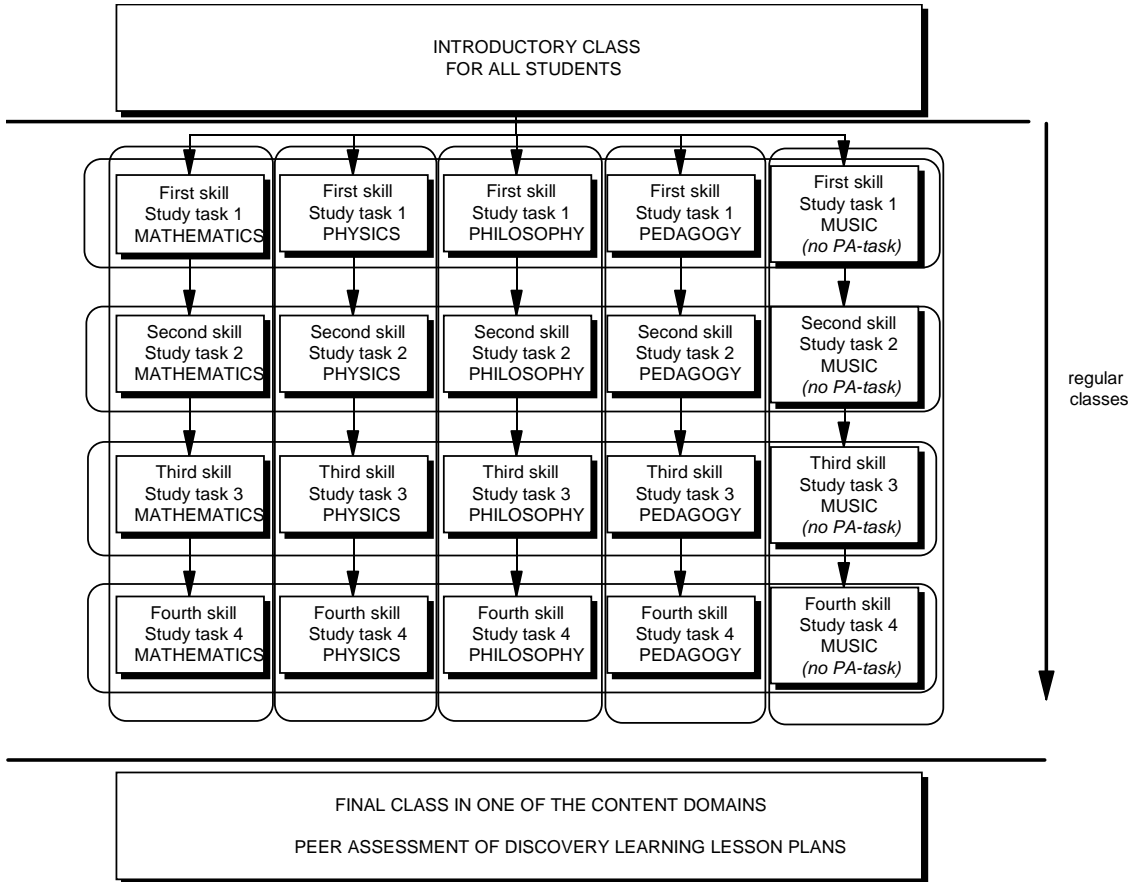 INTRODUCTORY CLASS
FOR ALL STUDENTS
First skill
Study task 1
MATHEMATICS
First skill
Study task 1
PHYSICS
First skill
Study task 1
PHILOSOPHY
First skill
Study task 1
PEDAGOGY
First skill
Study task 1
MUSIC
(no PA-task)
Second skill
Study task 2
MATHEMATICS
Second skill
Study task 2
PHYSICS
Second skill
Study task 2
PHILOSOPHY
Second skill
Study task 2
PEDAGOGY
Second skill
Study task 2
MUSIC
(no PA-task)
Third skill
Study task 3
MATHEMATICS
Third skill
Study task 3
PHYSICS
Third skill
Study task 3
PHILOSOPHY
Third skill
Study task 3
PEDAGOGY
Third skill
Study task 3
MUSIC
(no PA-task)
Fourth skill
Study task 4
MATHEMATICS
Fourth skill
Study task 4
PHYSICS
Fourth skill
Study task 4
PHILOSOPHY
Fourth skill
Study task 4
PEDAGOGY
Fourth skill
Study task 4
MUSIC
(no PA-task)
regular
classes
FINAL CLASS IN ONE OF THE CONTENT DOMAINS
PEER ASSESSMENT OF DISCOVERY LEARNING LESSON PLANS